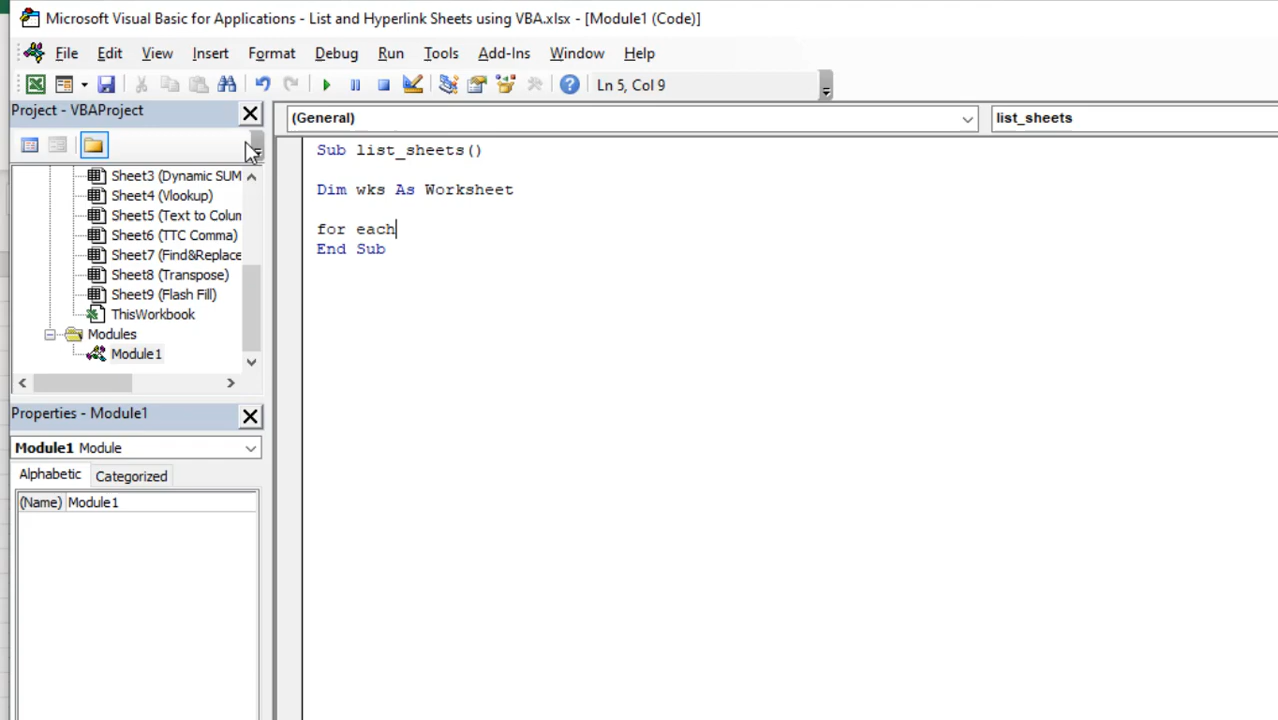 Microsoft Visual Basic for Applications - List and Hyperlink Sheets using VBA.xlsx - [Module1 (Code)]
File Edit View Insert Format Debug Run Tools Add-Ins Window Help
Ln 5, Col 9
Project - VBAProject
(General)
list_sheets
Sheet3 (Dynamic SUM
Sheet4 (Vlookup)
Sheet5 (Text to Colun
Sheet6 (TTC Comma)
Sheet7 (Find&Replace
Sheet8 (Transpose)
Sheet9 (Flash Fill)
ThisWorkbook
Modules
Module1
Properties - Module1
Module1 Module
Alphabetic Categorized
(Name) Module1
Sub list_sheets()
Dim wks As Worksheet
for each
End Sub